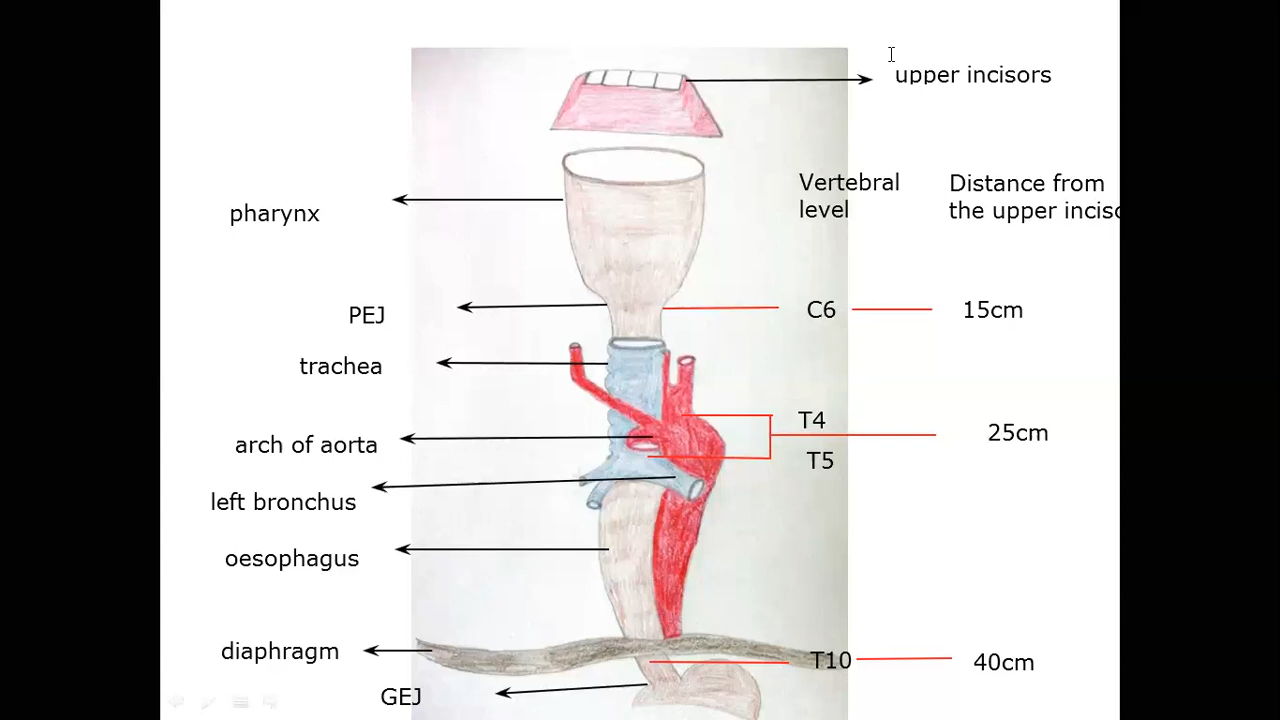 upper incisors
Vertebral
level
Distance from
the upper inciso
pharynx
PEJ
C6
15cm
trachea
T4
25cm
arch of aorta
T5
left bronchus
oesophagus
diaphragm
T10
40cm
GEJ